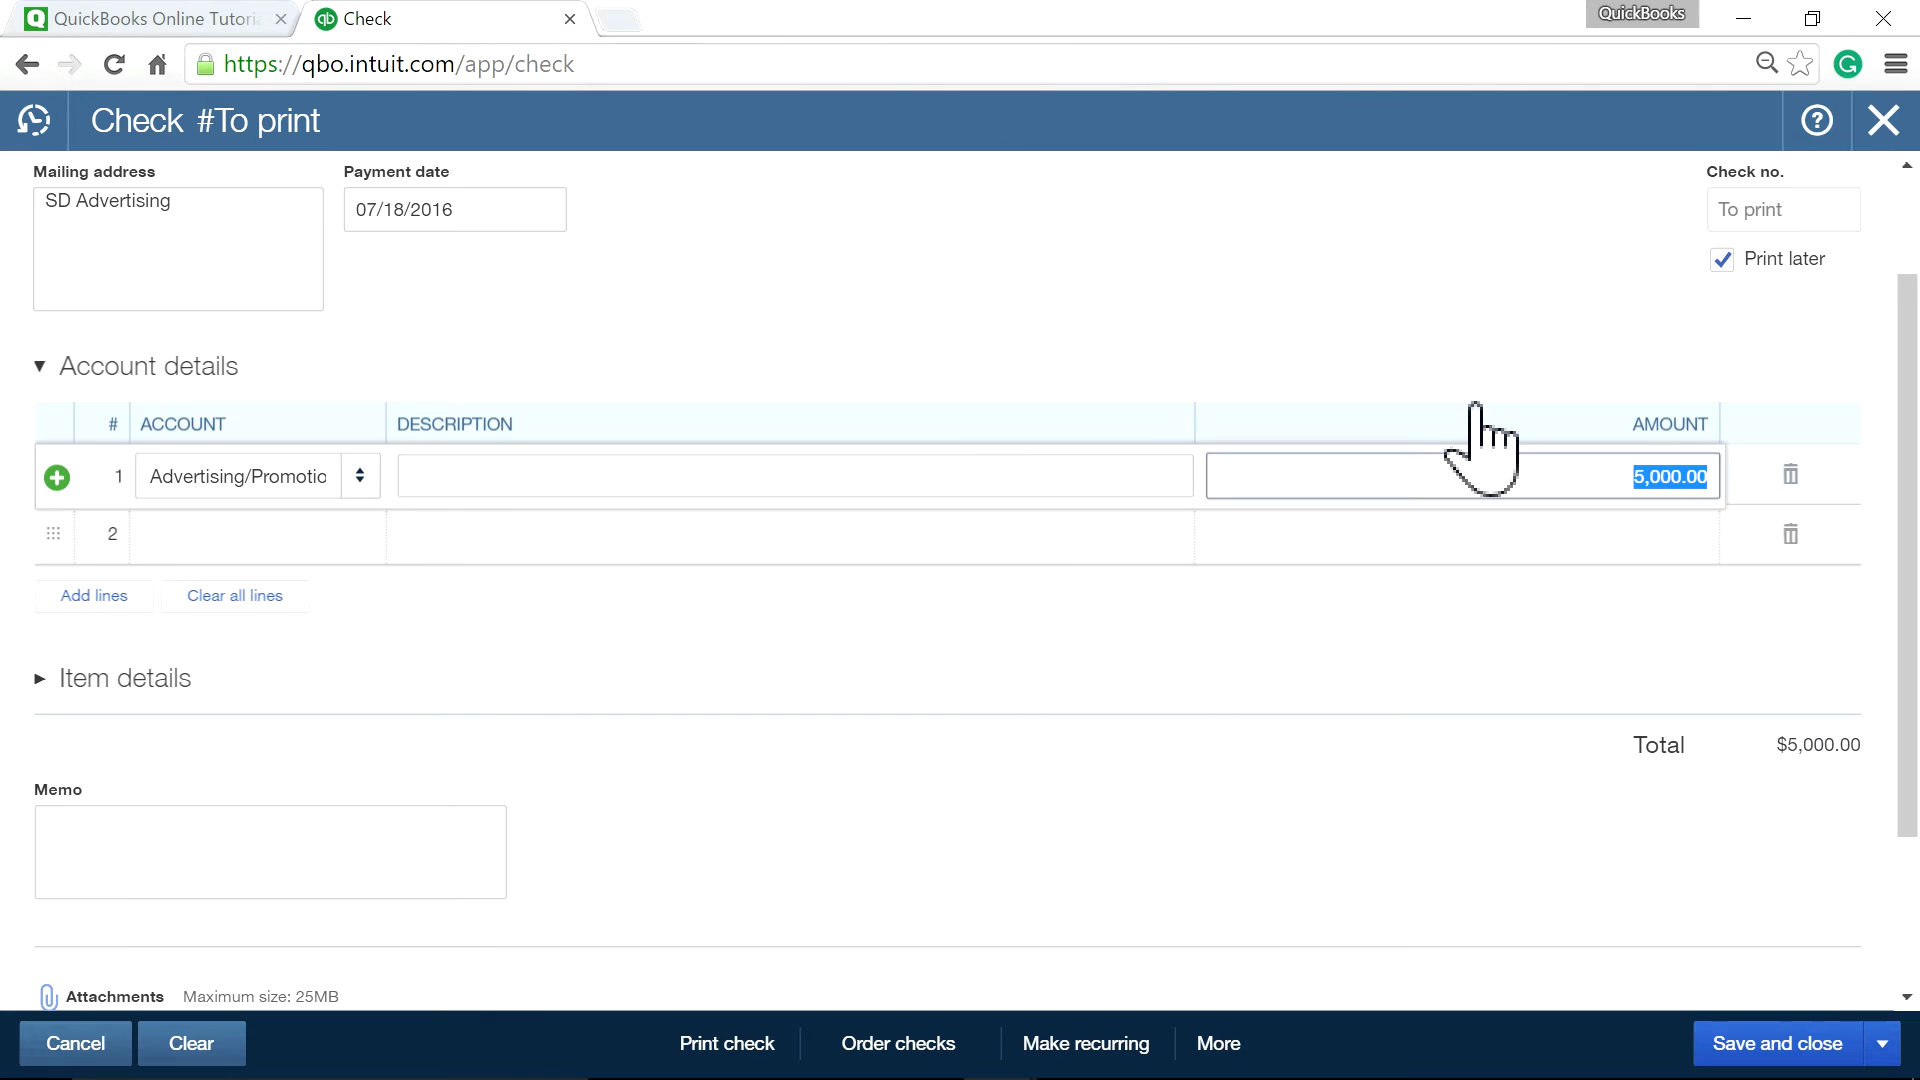 QuickBooks Online Tutoria
Check
QuickBooks
https://qbo.intuit.com/app/check
Check #To print
Mailing address
Payment date
Check no.
SD Advertising
07/18/2016
To print
Print later
Account details
# ACCOUNT DESCRIPTION AMOUNT
1 Advertising/Promotio 5,000.00
2
Add lines Clear all lines
Item details
Total $5,000.00
Memo
Attachments Maximum size: 25MB
Cancel Clear Print check Order checks Make recurring More Save and close